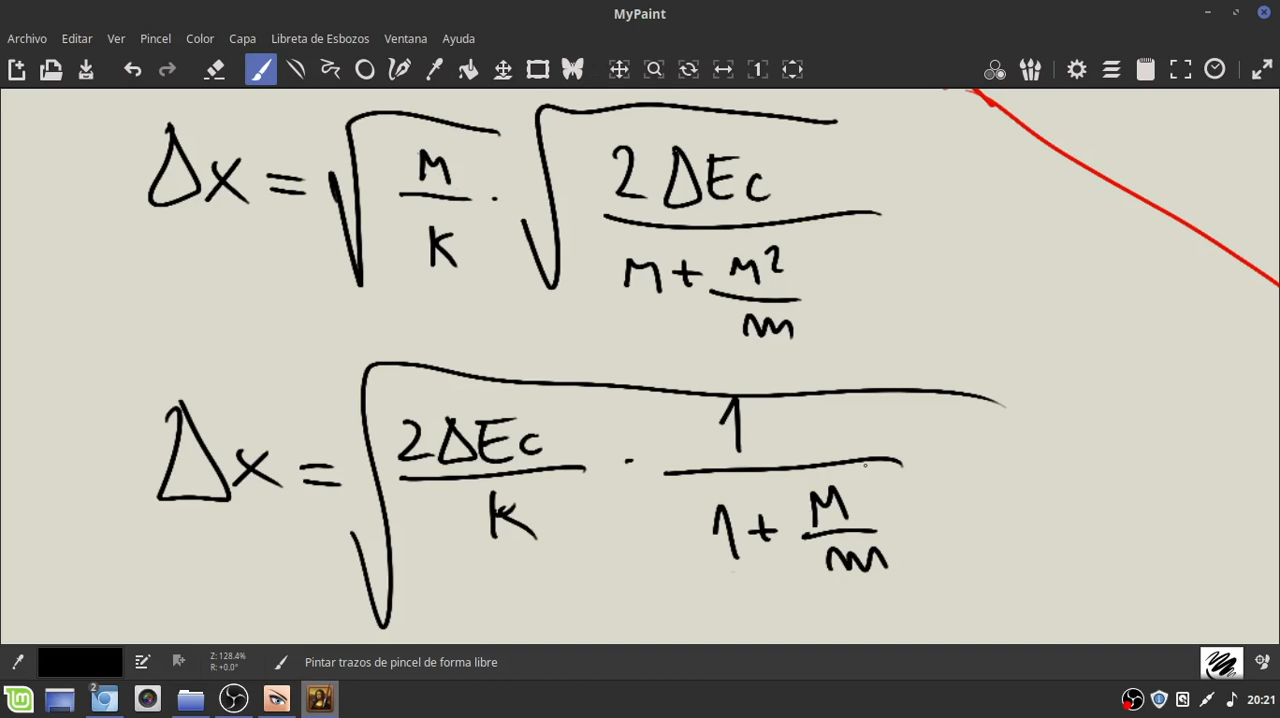 MyPaint
Archivo Editar Ver Pincel Color Capa Libreta de Esbozos Ventana Ayuda
Δx = √(M/k) · √(2ΔEc/(M + M²/m))
Δx = √(2ΔEc/k · 1/(1 + M/m))
Z: 128.4%
R: +0.0°
Pintar trazos de pincel de forma libre
2
20:21